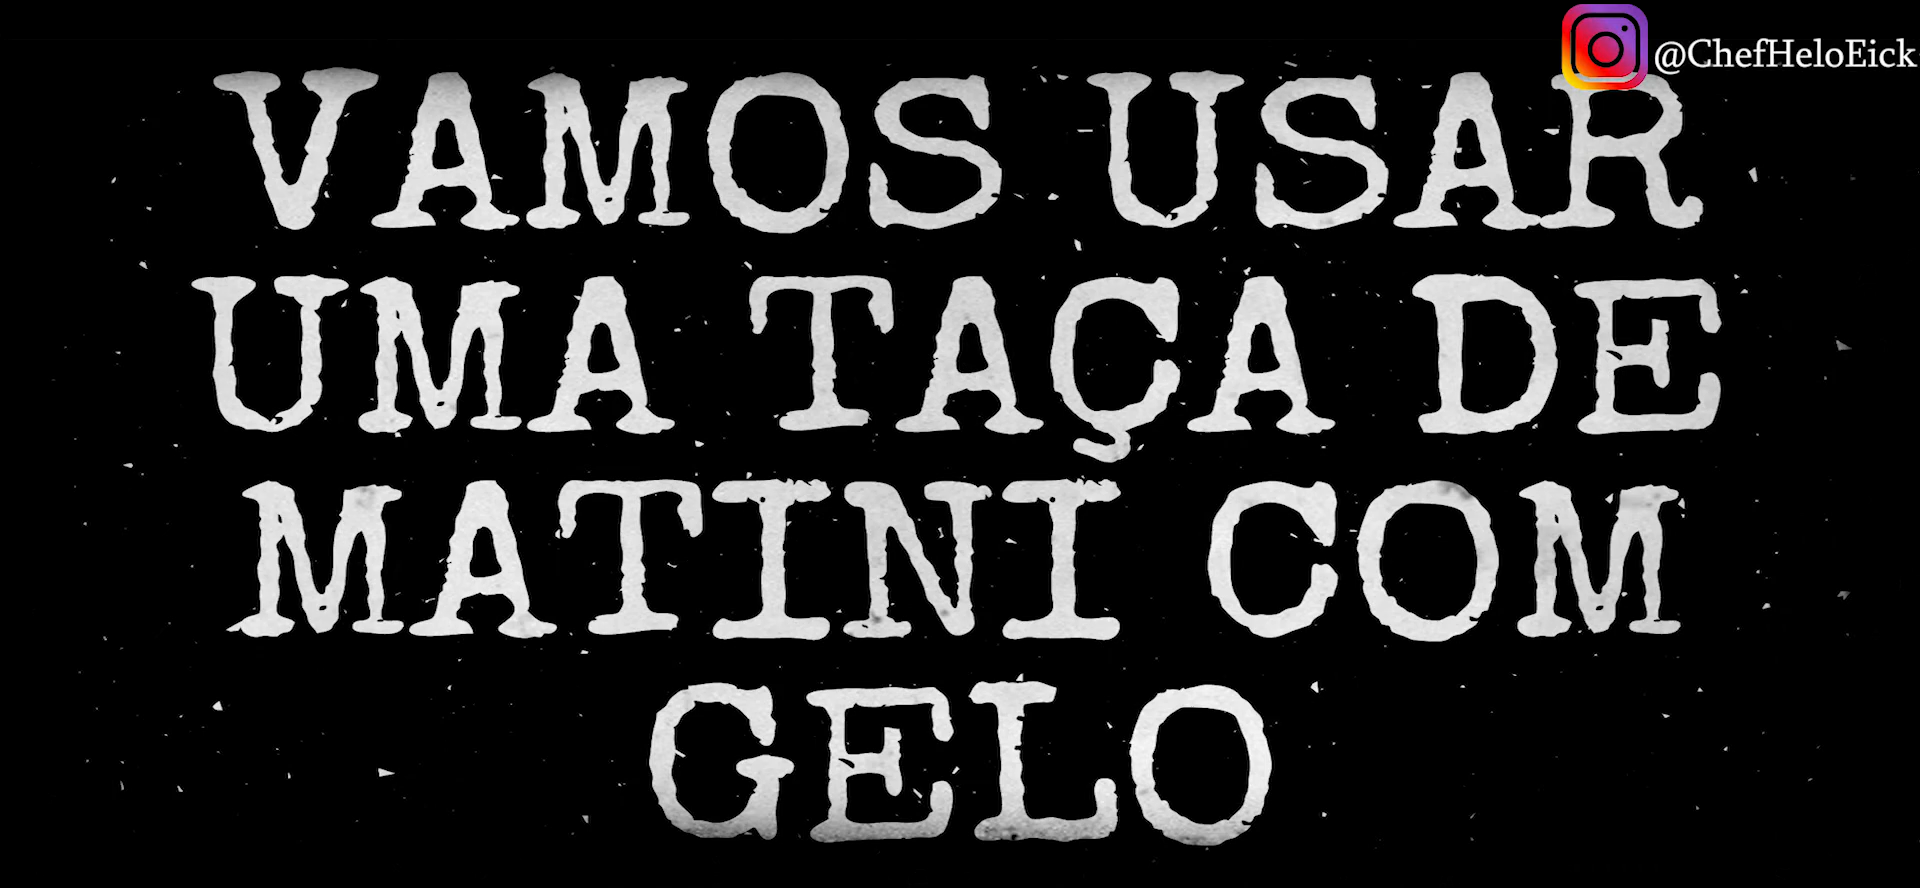 @ChefHeloEick
VAMOS USAR
UMA TAÇA DE
MATINI COM
GELO